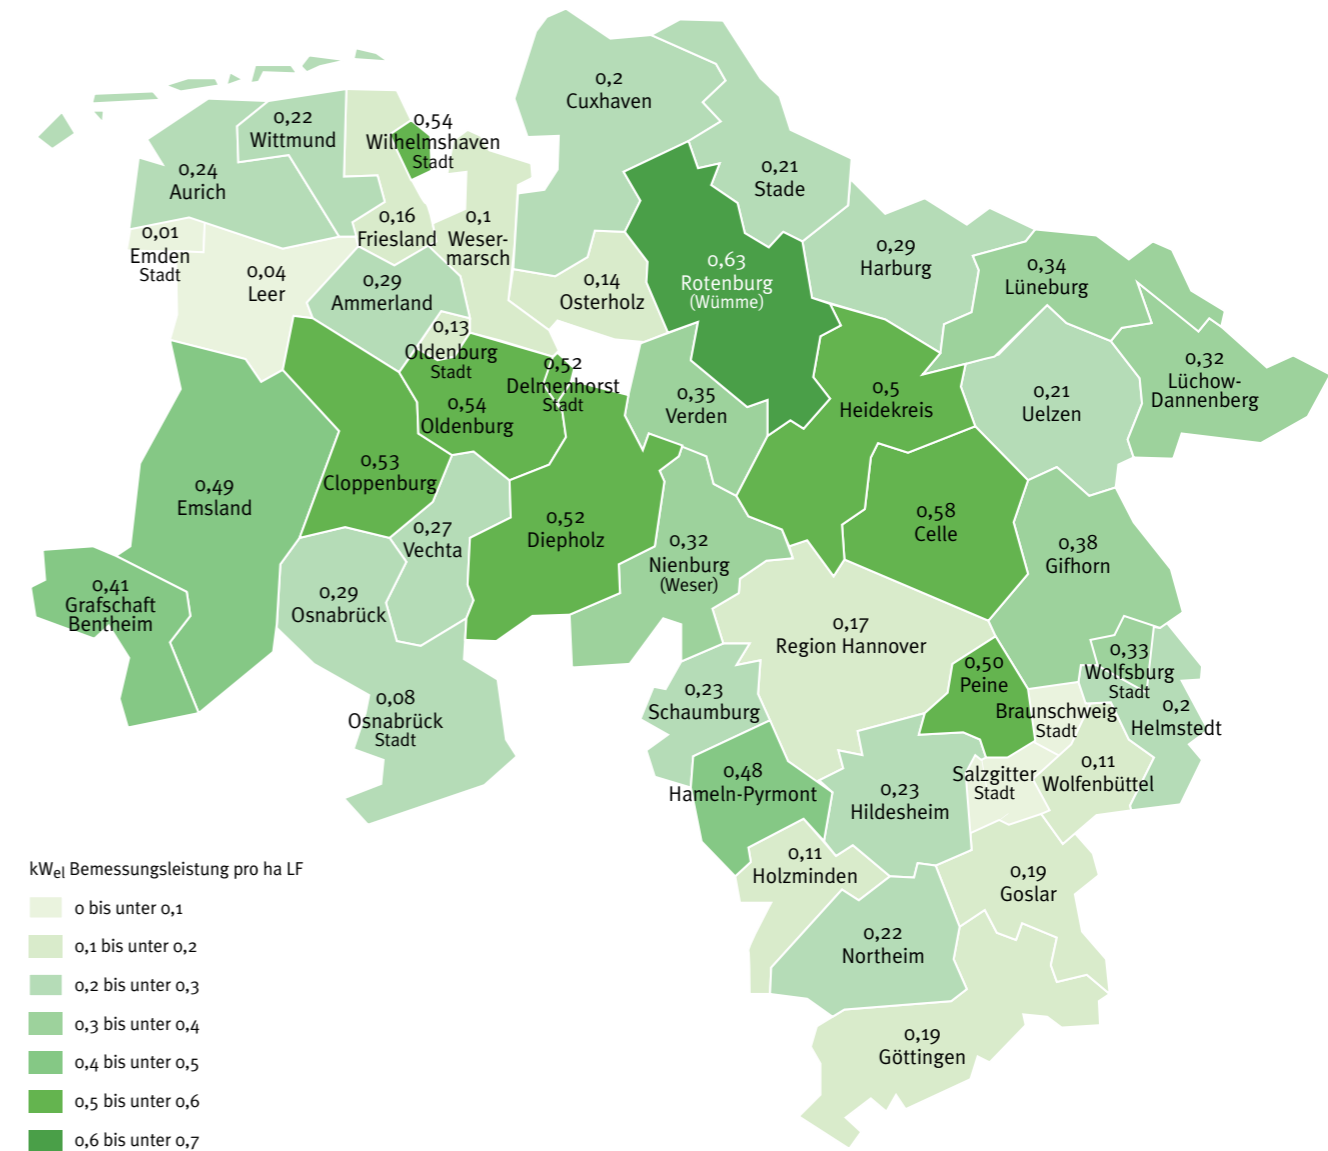 0,2
Cuxhaven
0,22
Wittmund
0,54
Wilhelmshaven
Stadt
0,24
Aurich
0,21
Stade
0,01
Emden
Stadt
0,16
Friesland
0,1
Weser-
marsch
0,04
Leer
0,29
Ammerland
0,14
Osterholz
0,63
Rotenburg
(Wümme)
0,29
Harburg
0,34
Lüneburg
0,13
Oldenburg
Stadt
0,52
Delmenhorst
Stadt
0,54
Oldenburg
0,35
Verden
0,5
Heidekreis
0,21
Uelzen
0,32
Lüchow-
Dannenberg
0,49
Emsland
0,53
Cloppenburg
0,27
Vechta
0,52
Diepholz
0,32
Nienburg
(Weser)
0,58
Celle
0,38
Gifhorn
0,41
Grafschaft
Bentheim
0,29
Osnabrück
0,08
Osnabrück
Stadt
0,17
Region Hannover
0,50
Peine
0,33
Wolfsburg
Stadt
0,2
Helmstedt
Braunschweig
Stadt
0,23
Schaumburg
0,48
Hameln-Pyrmont
0,23
Hildesheim
Salzgitter
Stadt
0,11
Wolfenbüttel
0,11
Holzminden
0,19
Goslar
0,22
Northeim
0,19
Göttingen
kWel Bemessungsleistung pro ha LF
0 bis unter 0,1
0,1 bis unter 0,2
0,2 bis unter 0,3
0,3 bis unter 0,4
0,4 bis unter 0,5
0,5 bis unter 0,6
0,6 bis unter 0,7